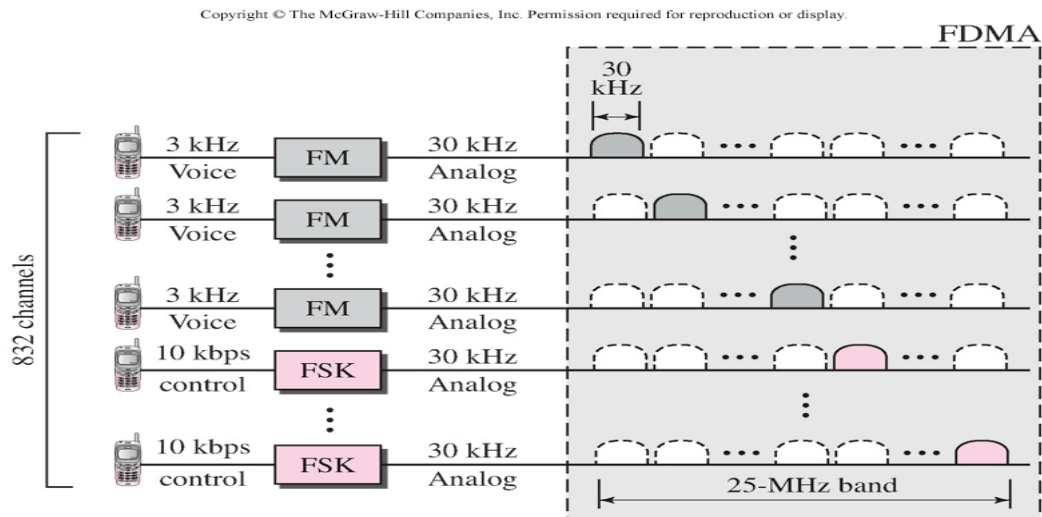 Copyright © The McGraw-Hill Companies, Inc. Permission required for reproduction or display.
FDMA
30
kHz
832 channels
3 kHz
Voice
FM
30 kHz
Analog
3 kHz
Voice
FM
30 kHz
Analog
3 kHz
Voice
FM
30 kHz
Analog
10 kbps
control
FSK
30 kHz
Analog
10 kbps
control
FSK
30 kHz
Analog
25-MHz band